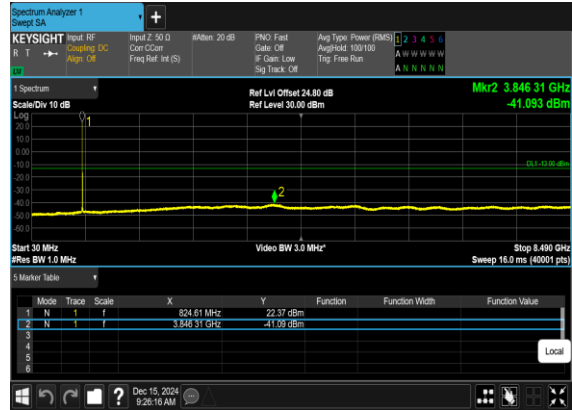 Spectrum Analyzer 1
Swept SA
KEYSIGHT Input: RF Input Z: 50 Ω #Atten: 20 dB PNO: Fast Avg Type: Power (RMS) 1 2 3 4 5 6
R T Coupling: DC Corr CCorr Gate: Off Avg|Hold: 100/100 A W W W W W
Align: Off Freq Ref: Int (S) IF Gain: Low Trig: Free Run
LXI Sig Track: Off A N N N N N
1 Spectrum Ref Lvl Offset 24.80 dB Mkr2 3.846 31 GHz
Scale/Div 10 dB Ref Level 30.00 dBm -41.093 dBm
Log
1
20.0
10.0
0.00
-10.0 DL1 -13.00 dBm
-20.0
-30.0
2
-40.0
-50.0
-60.0
Start 30 MHz Video BW 3.0 MHz* Stop 8.490 GHz
#Res BW 1.0 MHz Sweep 16.0 ms (40001 pts)
5 Marker Table
Mode Trace Scale X Y Function Function Width Function Value
1 N 1 f 824.61 MHz 22.37 dBm
2 N 1 f 3.846 31 GHz -41.09 dBm
3
4
5
6
Local
Dec 15, 2024
9:26:16 AM